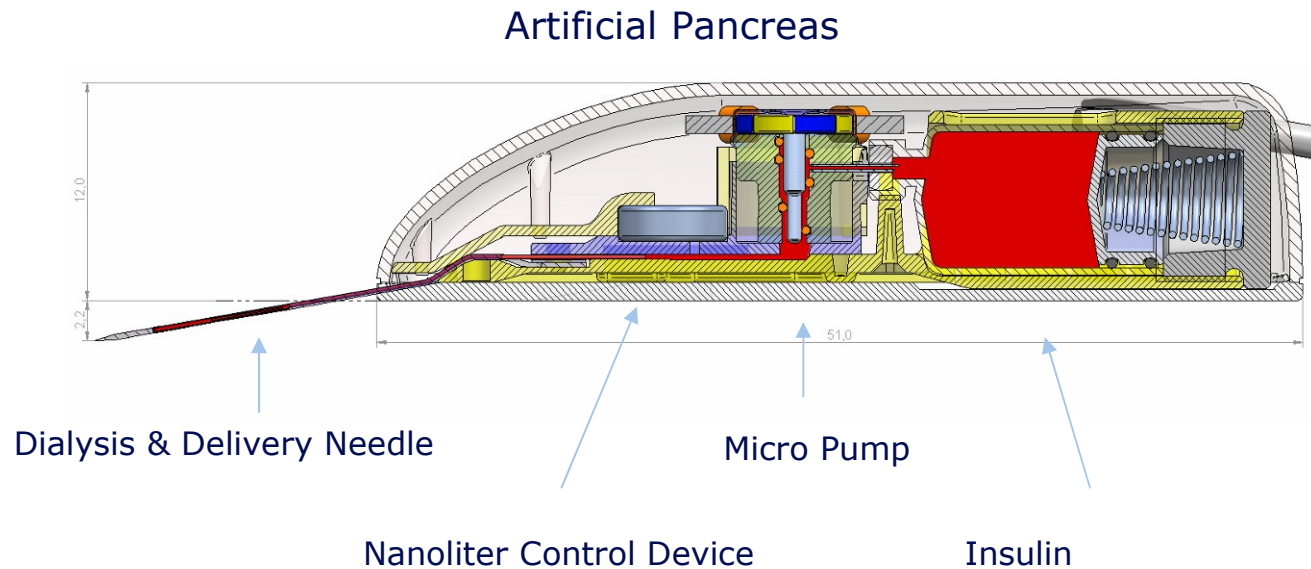 Artificial Pancreas
12,0
2,2
51,0
Dialysis & Delivery Needle
Micro Pump
Nanoliter Control Device
Insulin